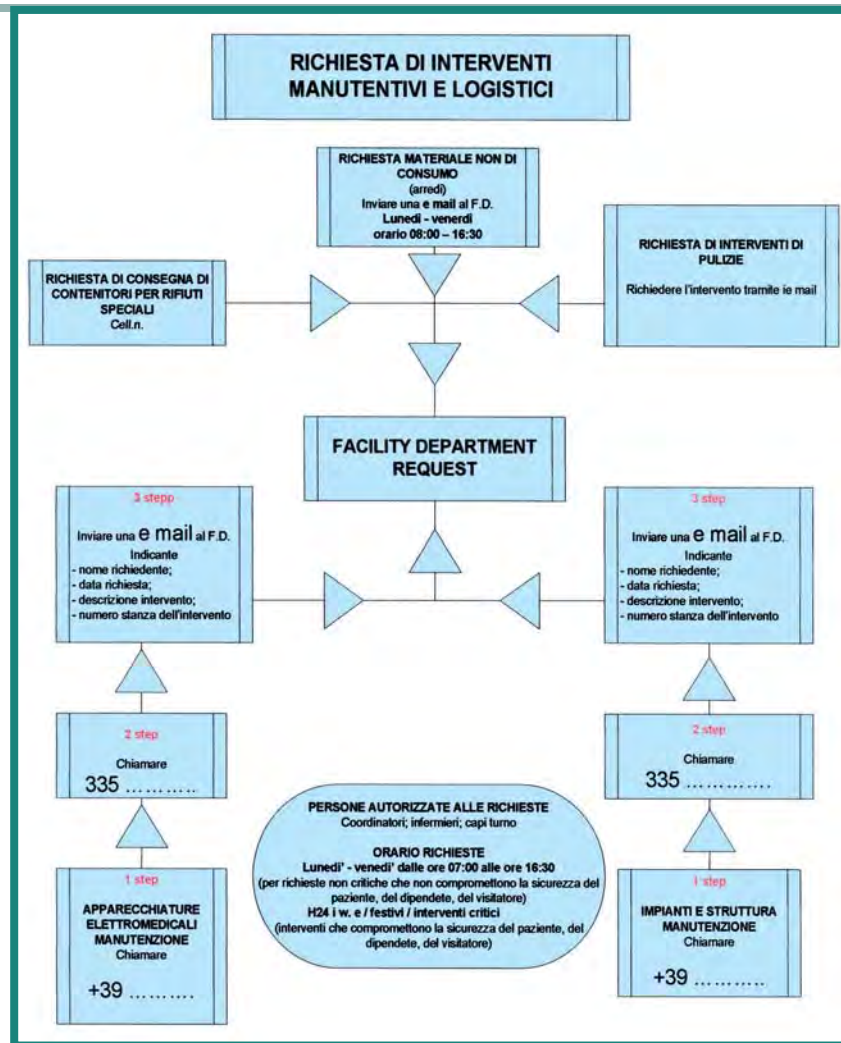 RICHIESTA DI INTERVENTI
MANUTENTIVI E LOGISTICI
RICHIESTA MATERIALE NON DI
CONSUMO
(arredi)
Inviare una e mail al F.D.
Lunedi - venerdi
orario 08:00 – 16:30
RICHIESTA DI CONSEGNA DI
CONTENITORI PER RIFIUTI
SPECIALI
Cell.n.
RICHIESTA DI INTERVENTI DI
PULIZIE
Richiedere l'intervento tramite ie mail
FACILITY DEPARTMENT
REQUEST
3 stepp
Inviare una e mail al F.D.
Indicante
- nome richiedente;
- data richiesta;
- descrizione intervento;
- numero stanza dell'intervento
3 step
Inviare una e mail al F.D.
Indicante
- nome richiedente;
- data richiesta;
- descrizione intervento;
- numero stanza dell'intervento
2 step
Chiamare
335 ………..
2 step
Chiamare
335 ………….
1 step
APPARECCHIATURE
ELETTROMEDICALI
MANUTENZIONE
Chiamare
+39 ……….
PERSONE AUTORIZZATE ALLE RICHIESTE
Coordinatori; infermieri; capi turno
ORARIO RICHIESTE
Lunedi' - venedi' dalle ore 07:00 alle ore 16:30
(per richieste non critiche che non compromettono la sicurezza del
paziente, del dipendete, del visitatore)
H24 i w. e / festivi / interventi critici
(interventi che compromettono la sicurezza del paziente, del
dipendete, del visitatore)
I step
IMPIANTI E STRUTTURA
MANUTENZIONE
Chiamare
+39 ……….